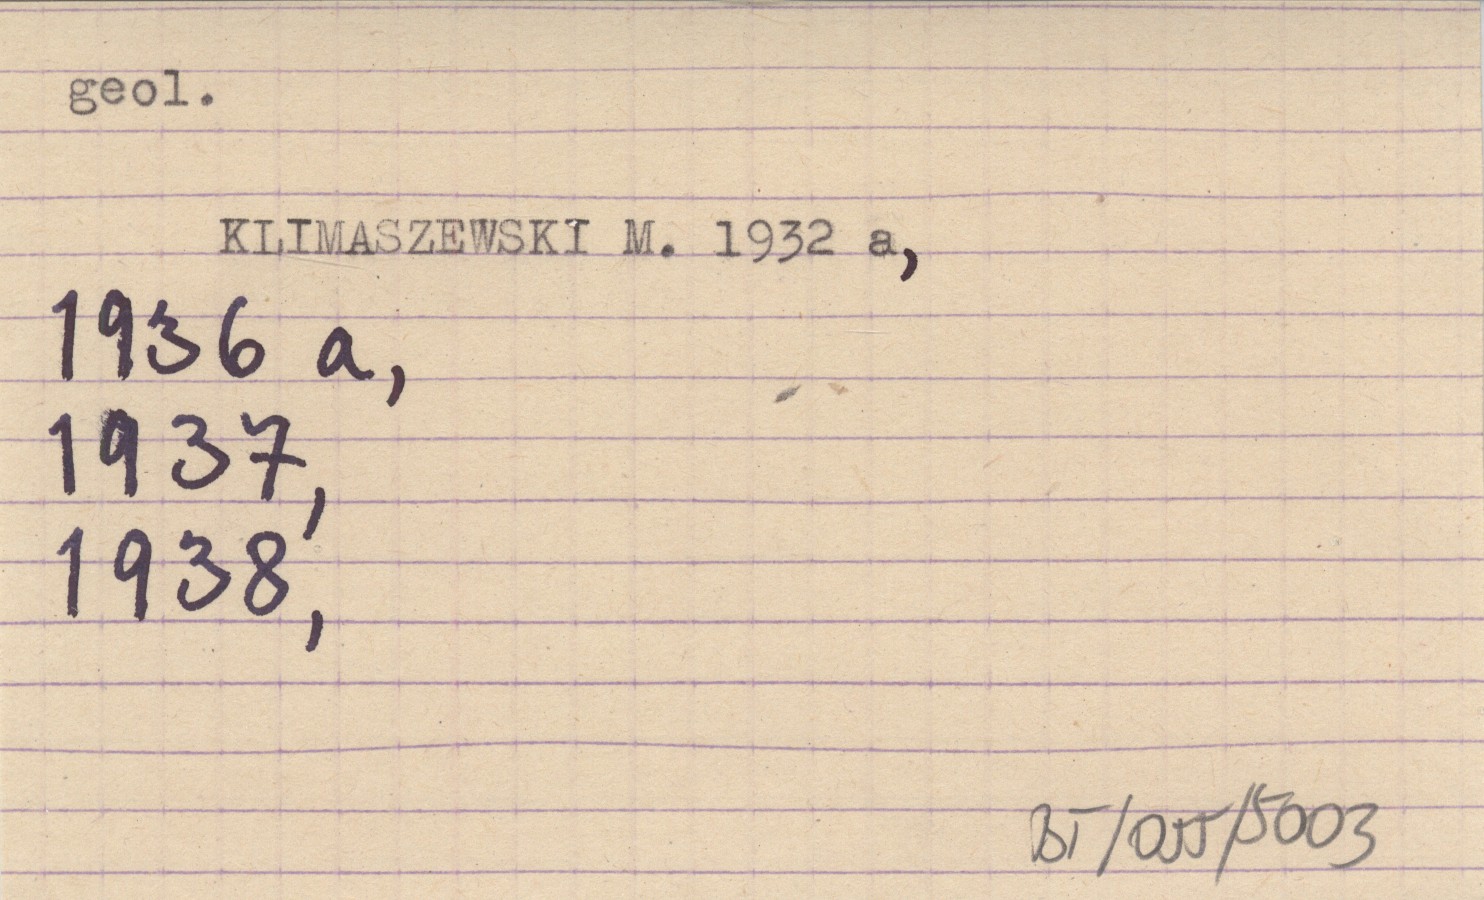 geol.
KLIMASZEWSKI M. 1932 a,
1936 a,
1937,
1938,
BT/055/5003